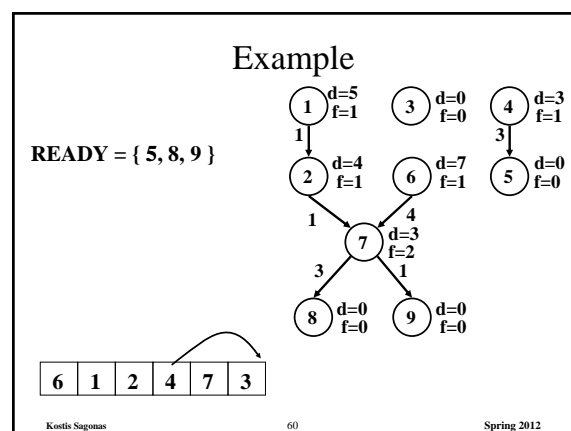 Example
1 d=5 f=1
3 d=0 f=0
4 d=3 f=1
1
3
READY = { 5, 8, 9 }
2 d=4 f=1
6 d=7 f=1
5 d=0 f=0
1
4
7 d=3 f=2
3
1
8 d=0 f=0
9 d=0 f=0
6 1 2 4 7 3
Kostis Sagonas 60 Spring 2012